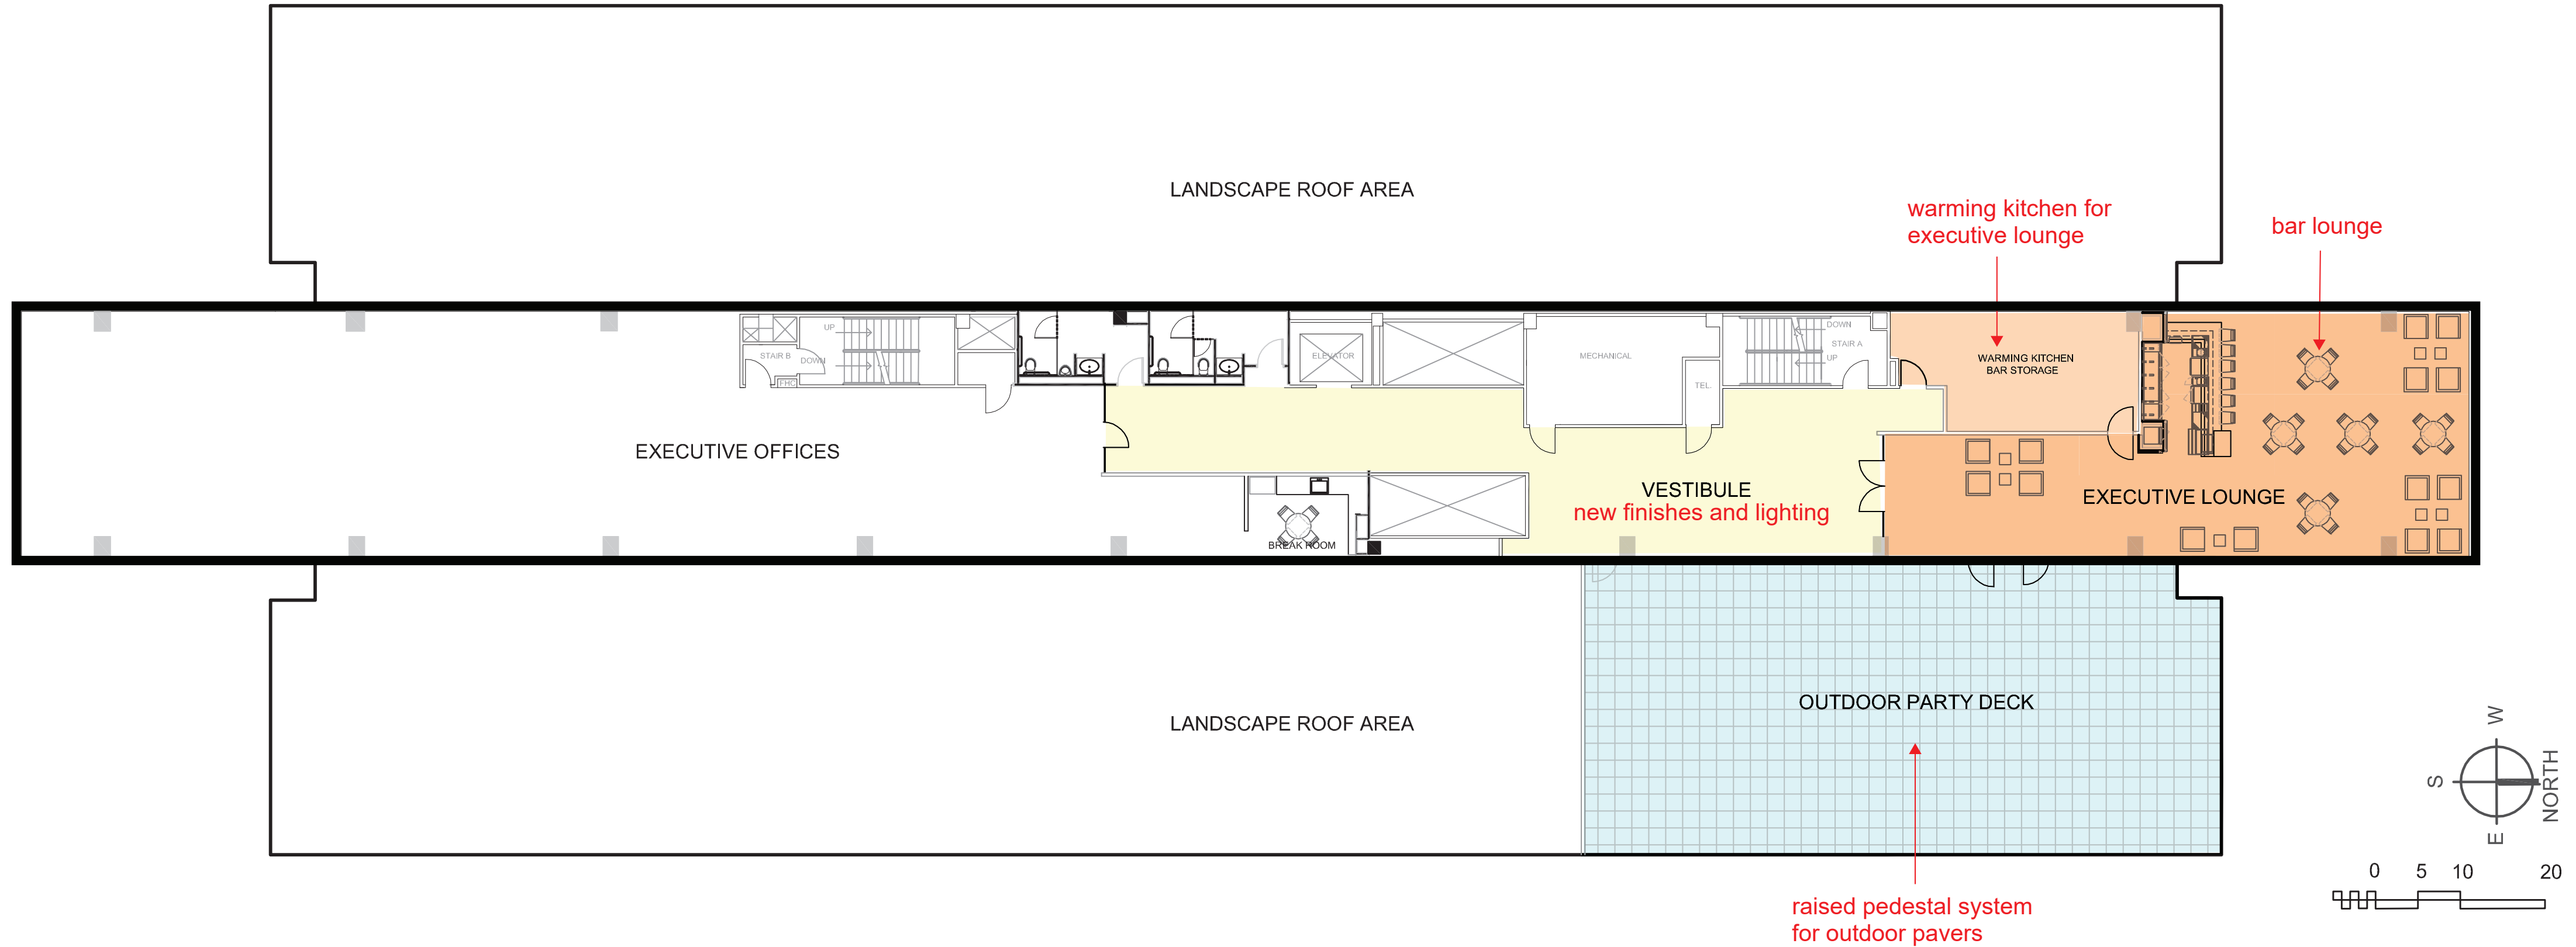 LANDSCAPE ROOF AREA
warming kitchen for
executive lounge
bar lounge
UP
STAIR B
DOWN
FHC
ELEVATOR
MECHANICAL
TEL.
DOWN
STAIR A
UP
WARMING KITCHEN
BAR STORAGE
EXECUTIVE OFFICES
VESTIBULE
new finishes and lighting
EXECUTIVE LOUNGE
BREAK ROOM
LANDSCAPE ROOF AREA
OUTDOOR PARTY DECK
raised pedestal system
for outdoor pavers
W
S
NORTH
E
0 5 10 20